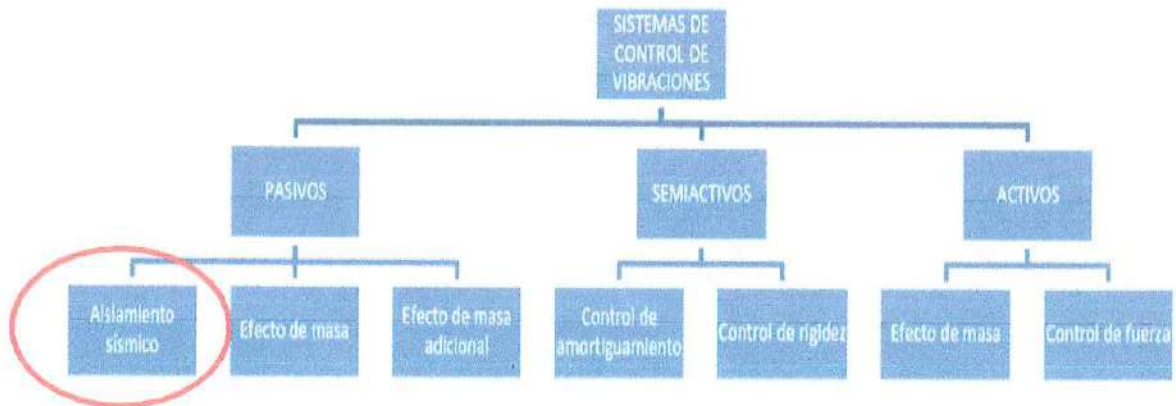 SISTEMAS DE
CONTROL DE
VIBRACIONES
PASIVOS
SEMIACTIVOS
ACTIVOS
Aislamiento
sísmico
Efecto de masa
Efecto de masa
adicional
Control de
amortiguamiento
Control de rigidez
Efecto de masa
Control de fuerza